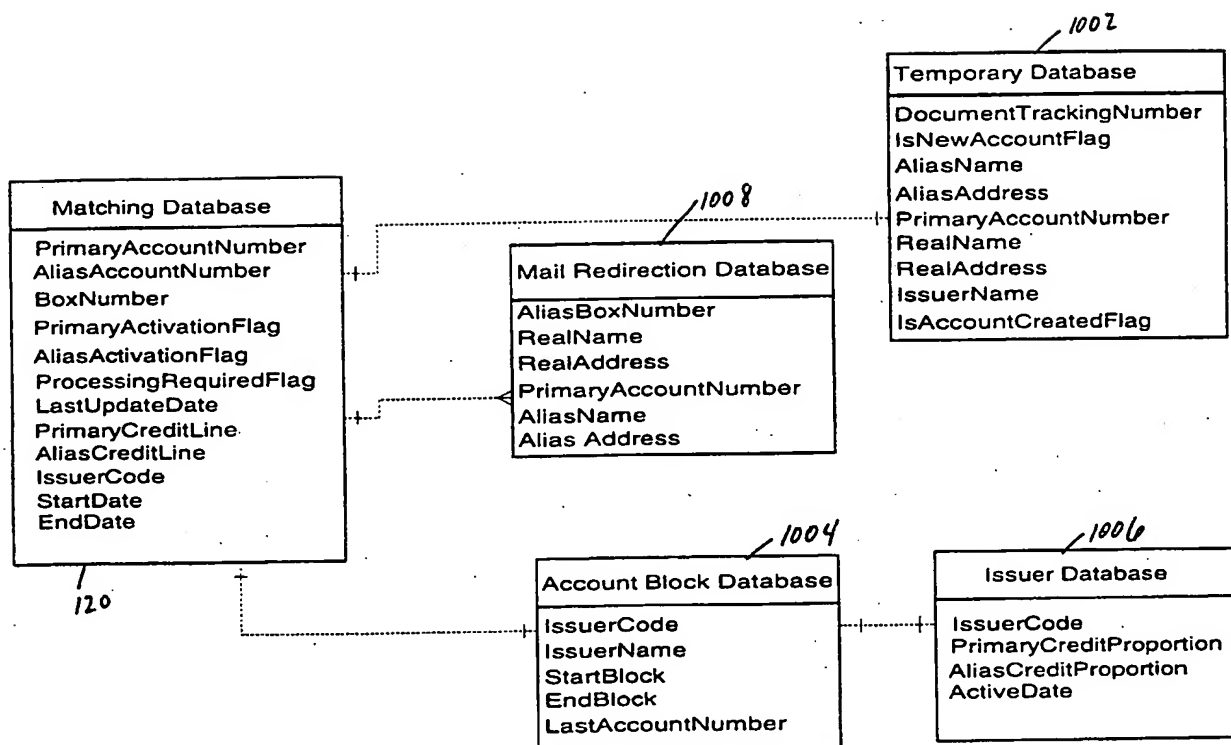 1002
Temporary Database
DocumentTrackingNumber
IsNewAccountFlag
AliasName
AliasAddress
PrimaryAccountNumber
RealName
RealAddress
IssuerName
IsAccountCreatedFlag
Matching Database
PrimaryAccountNumber
AliasAccountNumber
BoxNumber
PrimaryActivationFlag
AliasActivationFlag
ProcessingRequiredFlag
LastUpdateDate
PrimaryCreditLine
AliasCreditLine
IssuerCode
StartDate
EndDate
120
1008
Mail Redirection Database
AliasBoxNumber
RealName
RealAddress
PrimaryAccountNumber
AliasName
Alias Address
1004
Account Block Database
IssuerCode
IssuerName
StartBlock
EndBlock
LastAccountNumber
1006
Issuer Database
IssuerCode
PrimaryCreditProportion
AliasCreditProportion
ActiveDate